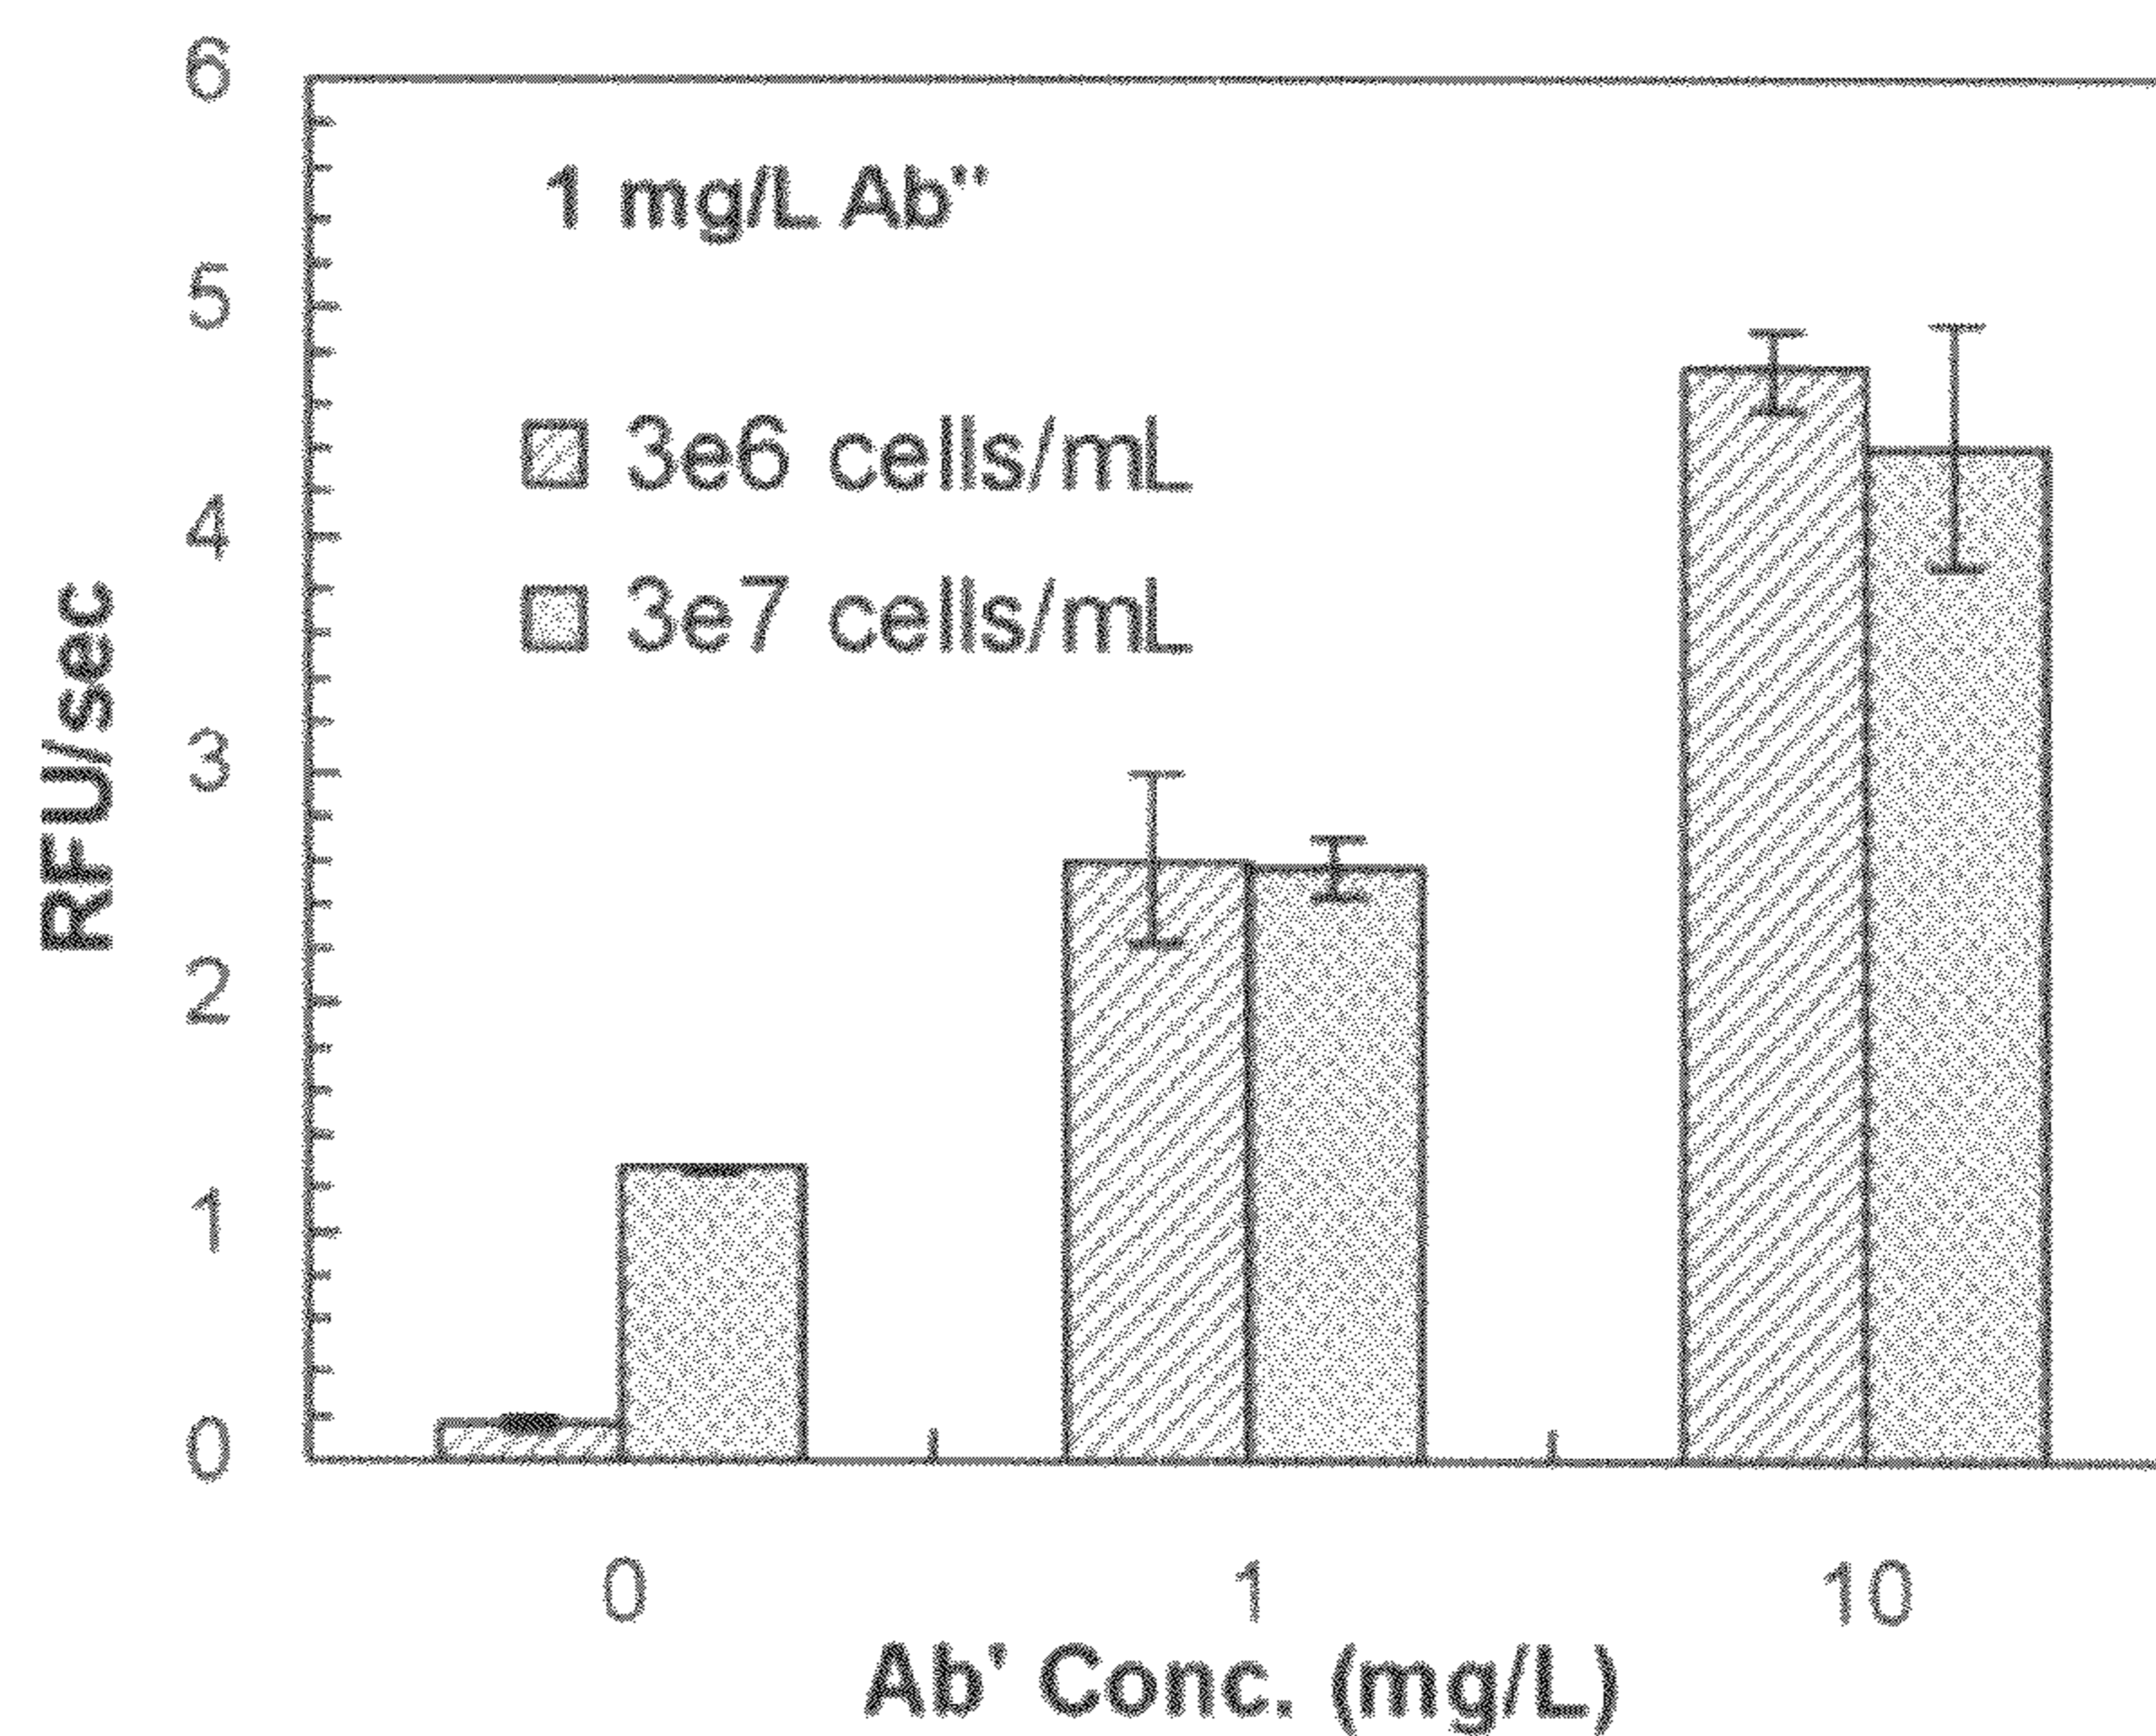 6
1 mg/L Ab"
5
3e6 cells/mL
4
3e7 cells/mL
3
2
1
0
RFU/sec
0 1 10
Ab' Conc. (mg/L)